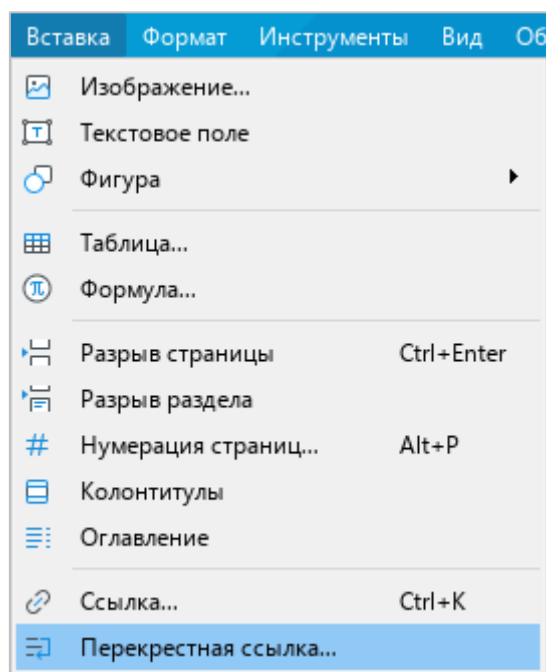 Вставка Формат Инструменты Вид Об
Изображение...
Текстовое поле
Фигура
Таблица...
Формула...
Разрыв страницы Ctrl+Enter
Разрыв раздела
Нумерация страниц... Alt+P
Колонтитулы
Оглавление
Ссылка... Ctrl+K
Перекрестная ссылка...